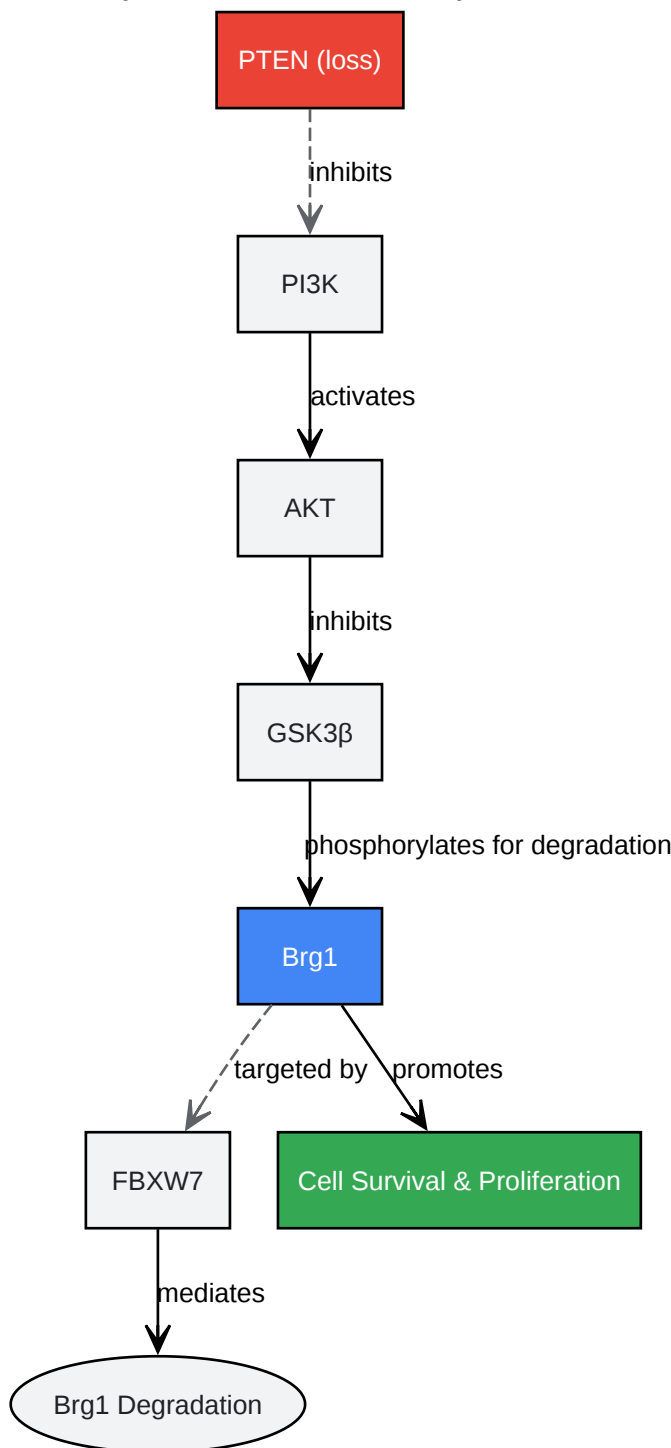 PTEN (loss)
inhibits
PI3K
activates
AKT
inhibits
GSK3β
phosphorylates for degradation
Brg1
targeted by
promotes
FBXW7
Cell Survival & Proliferation
mediates
Brg1 Degradation